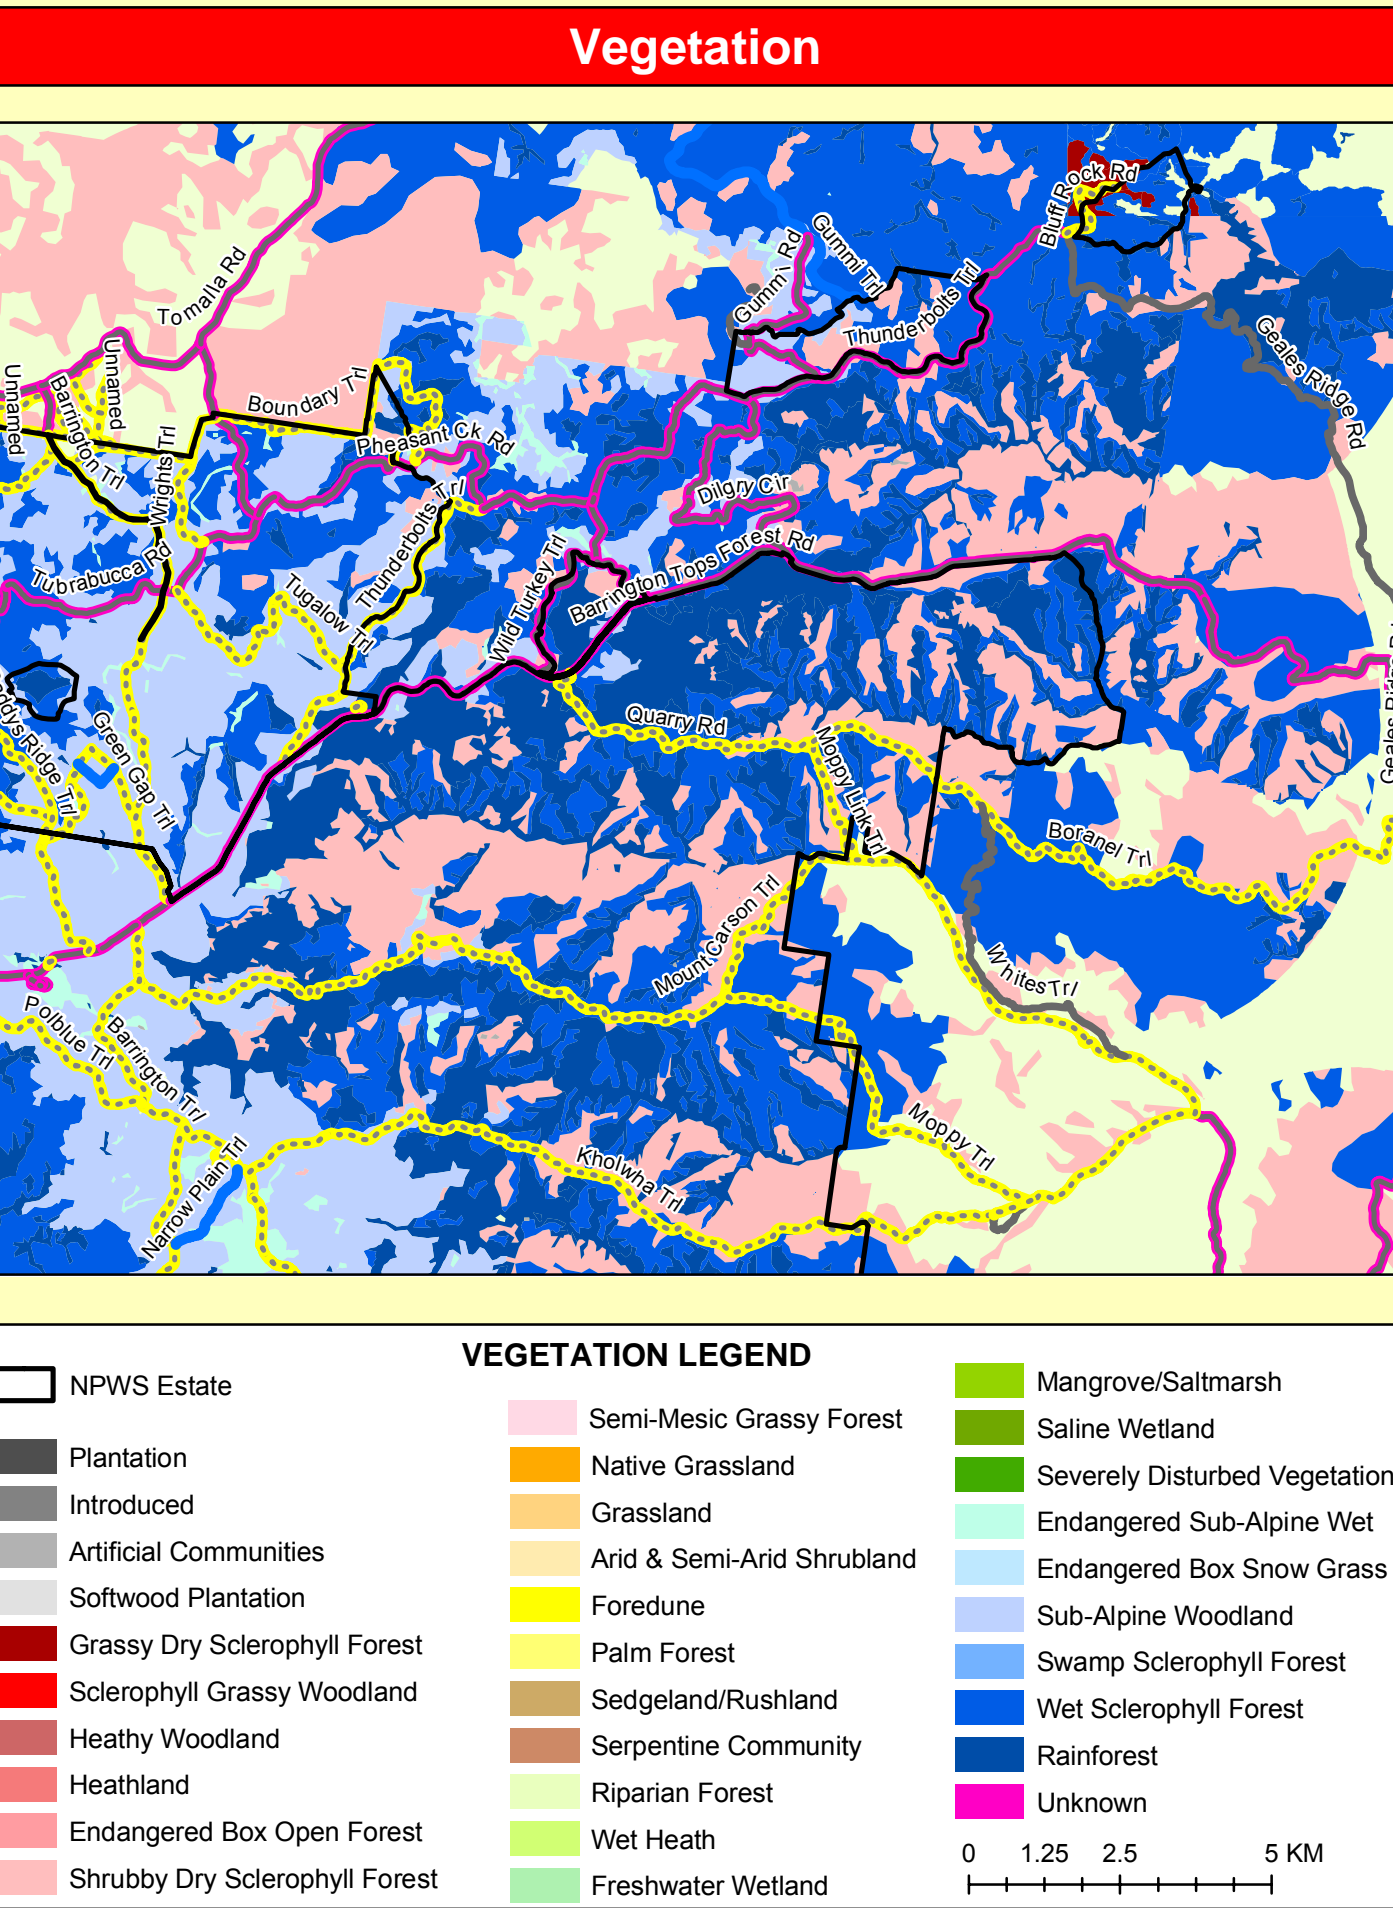 Vegetation
Bluff Rock Rd
Gummi Rd
Gummi Trl
Tomalla Rd
Thunderbolts Trl
Geales Ridge Rd
Unnamed
Unnamed
Barrington Trl
Boundary Trl
Wrights Trl
Pheasant Ck Rd
Dilgry Cir
Thunderbolts Trl
Tubrabucca Rd
Tugalow Trl
Wild Turkey Trl
Barrington Tops Forest Rd
ddys Ridge Trl
Green Gap Trl
Quarry Rd
Moppy Link Trl
Geales Ridge Rd
Boranel Trl
Mount Carson Trl
Whites Trl
Polblue Trl
Barrington Trl
Narrow Plain Trl
Kholwha Trl
Moppy Trl
VEGETATION LEGEND
NPWS Estate
Plantation
Introduced
Artificial Communities
Softwood Plantation
Grassy Dry Sclerophyll Forest
Sclerophyll Grassy Woodland
Heathy Woodland
Heathland
Endangered Box Open Forest
Shrubby Dry Sclerophyll Forest
Semi-Mesic Grassy Forest
Native Grassland
Grassland
Arid & Semi-Arid Shrubland
Foredune
Palm Forest
Sedgeland/Rushland
Serpentine Community
Riparian Forest
Wet Heath
Freshwater Wetland
Mangrove/Saltmarsh
Saline Wetland
Severely Disturbed Vegetation
Endangered Sub-Alpine Wet
Endangered Box Snow Grass
Sub-Alpine Woodland
Swamp Sclerophyll Forest
Wet Sclerophyll Forest
Rainforest
Unknown
0 1.25 2.5 5 KM